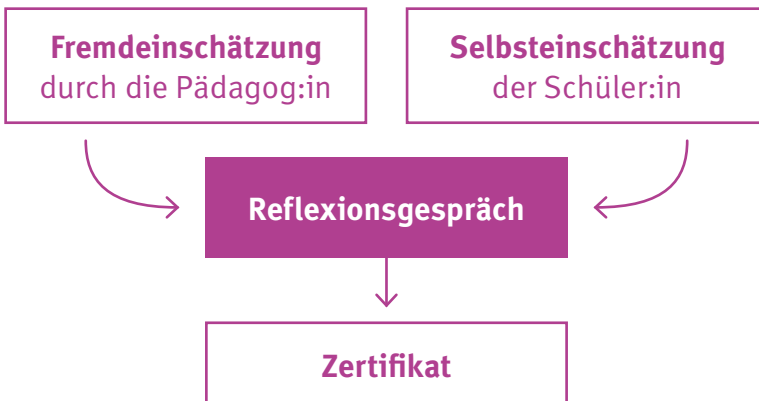 Fremdeinschätzung
durch die Pädagog:in
Selbsteinschätzung
der Schüler:in
Reflexionsgespräch
Zertifikat